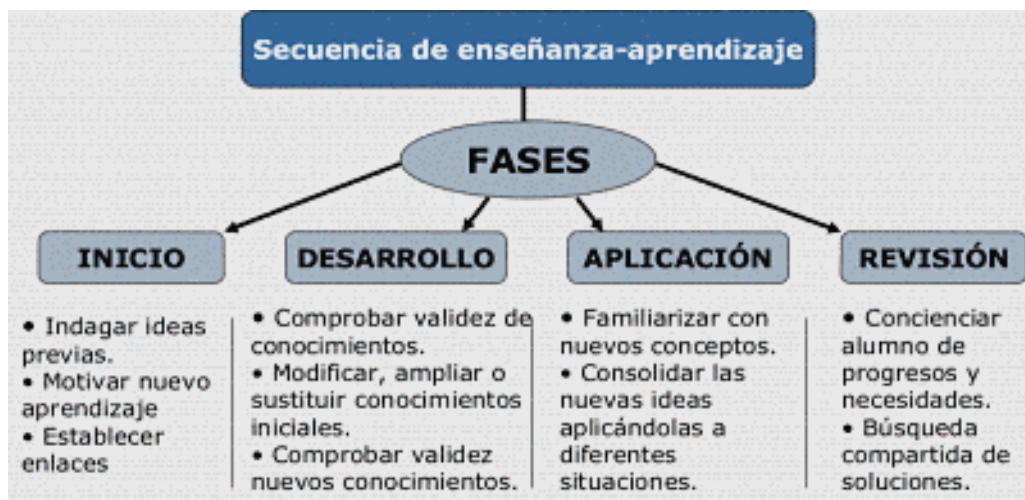 Secuencia de enseñanza-aprendizaje
FASES
INICIO
• Indagar ideas
previas.
• Motivar nuevo
aprendizaje
• Establecer
enlaces
DESARROLLO
• Comprobar validez de
conocimientos.
• Modificar, ampliar o
sustituir conocimientos
iniciales.
• Comprobar validez
nuevos conocimientos.
APLICACIÓN
• Familiarizar con
nuevos conceptos.
• Consolidar las
nuevas ideas
aplicándolas a
diferentes
situaciones.
REVISIÓN
• Concienciar
alumno de
progresos y
necesidades.
• Búsqueda
compartida de
soluciones.